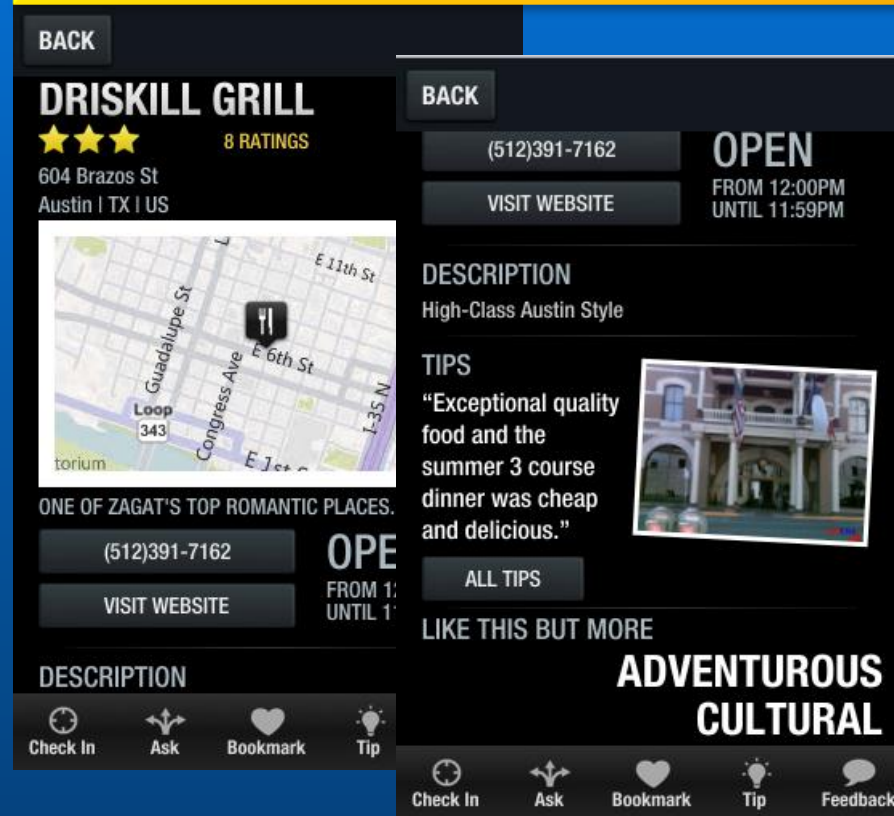 BACK
DRISKILL GRILL
8 RATINGS
604 Brazos St
Austin | TX | US
E 11th St
Guadalupe St
E 6th St
Congress Ave
Loop
343
I-35 N
torium
ONE OF ZAGAT'S TOP ROMANTIC PLACES.
(512)391-7162
OPE
FROM 12
UNTIL 1
VISIT WEBSITE
DESCRIPTION
Check In
Ask
Bookmark
Tip
BACK
(512)391-7162
OPEN
FROM 12:00PM
UNTIL 11:59PM
VISIT WEBSITE
DESCRIPTION
High-Class Austin Style
TIPS
“Exceptional quality
food and the
summer 3 course
dinner was cheap
and delicious.”
ALL TIPS
LIKE THIS BUT MORE
ADVENTUROUS
CULTURAL
Check In
Ask
Bookmark
Tip
Feedback